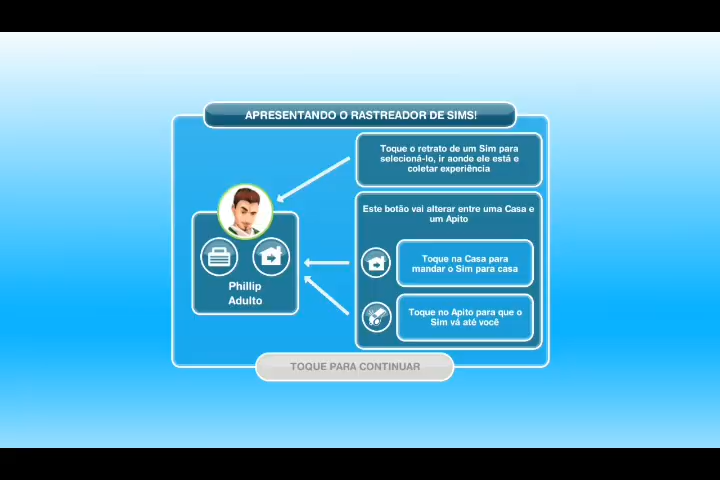 APRESENTANDO O RASTREADOR DE SIMS!
Toque o retrato de um Sim para
selecioná-lo, ir aonde ele está e
coletar experiência
Este botão vai alterar entre uma Casa e
um Apito
Toque na Casa para
mandar o Sim para casa
Phillip
Adulto
Toque no Apito para que o
Sim vá até você
TOQUE PARA CONTINUAR